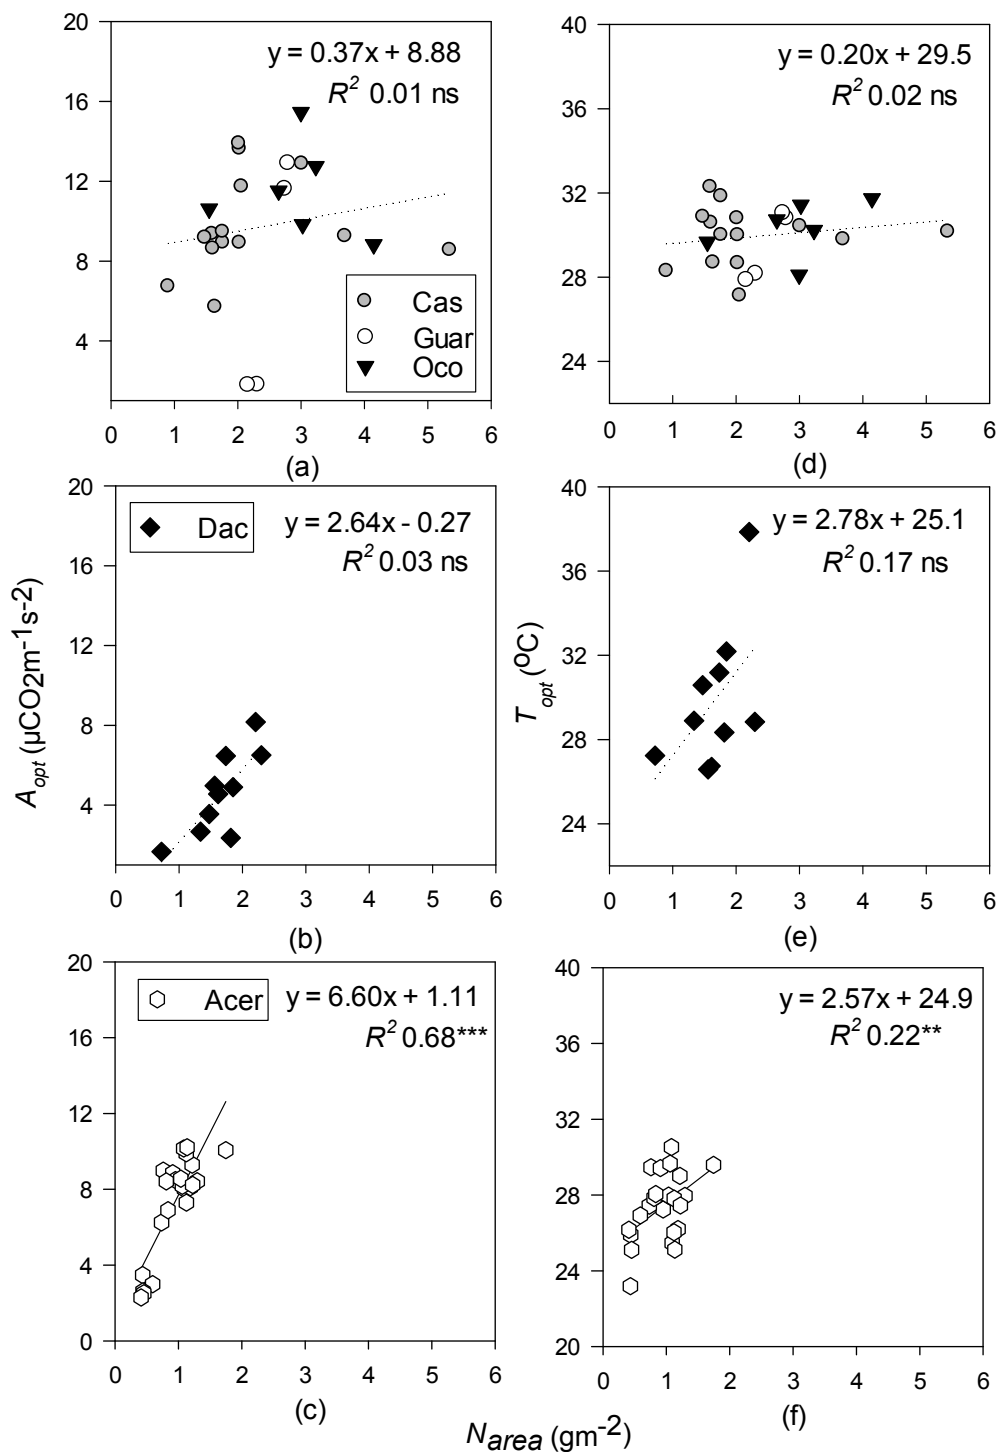 y = 0.37x + 8.88
R² 0.01 ns
20
16
12
8
4
Cas
Guar
Oco
0 1 2 3 4 5 6
(a)
y = 0.20x + 29.5
R² 0.02 ns
40
36
32
28
24
0 1 2 3 4 5 6
(d)
Dac
y = 2.64x - 0.27
R² 0.03 ns
20
16
12
8
4
0 1 2 3 4 5 6
(b)
A_opt (µCO2m-1s-2)
y = 2.78x + 25.1
R² 0.17 ns
40
36
32
28
24
0 1 2 3 4 5 6
(e)
T_opt (ºC)
Acer
y = 6.60x + 1.11
R² 0.68***
20
16
12
8
4
0
0 1 2 3 4 5 6
(c)
y = 2.57x + 24.9
R² 0.22**
40
36
32
28
24
20
0 1 2 3 4 5 6
(f)
Narea (gm-2)